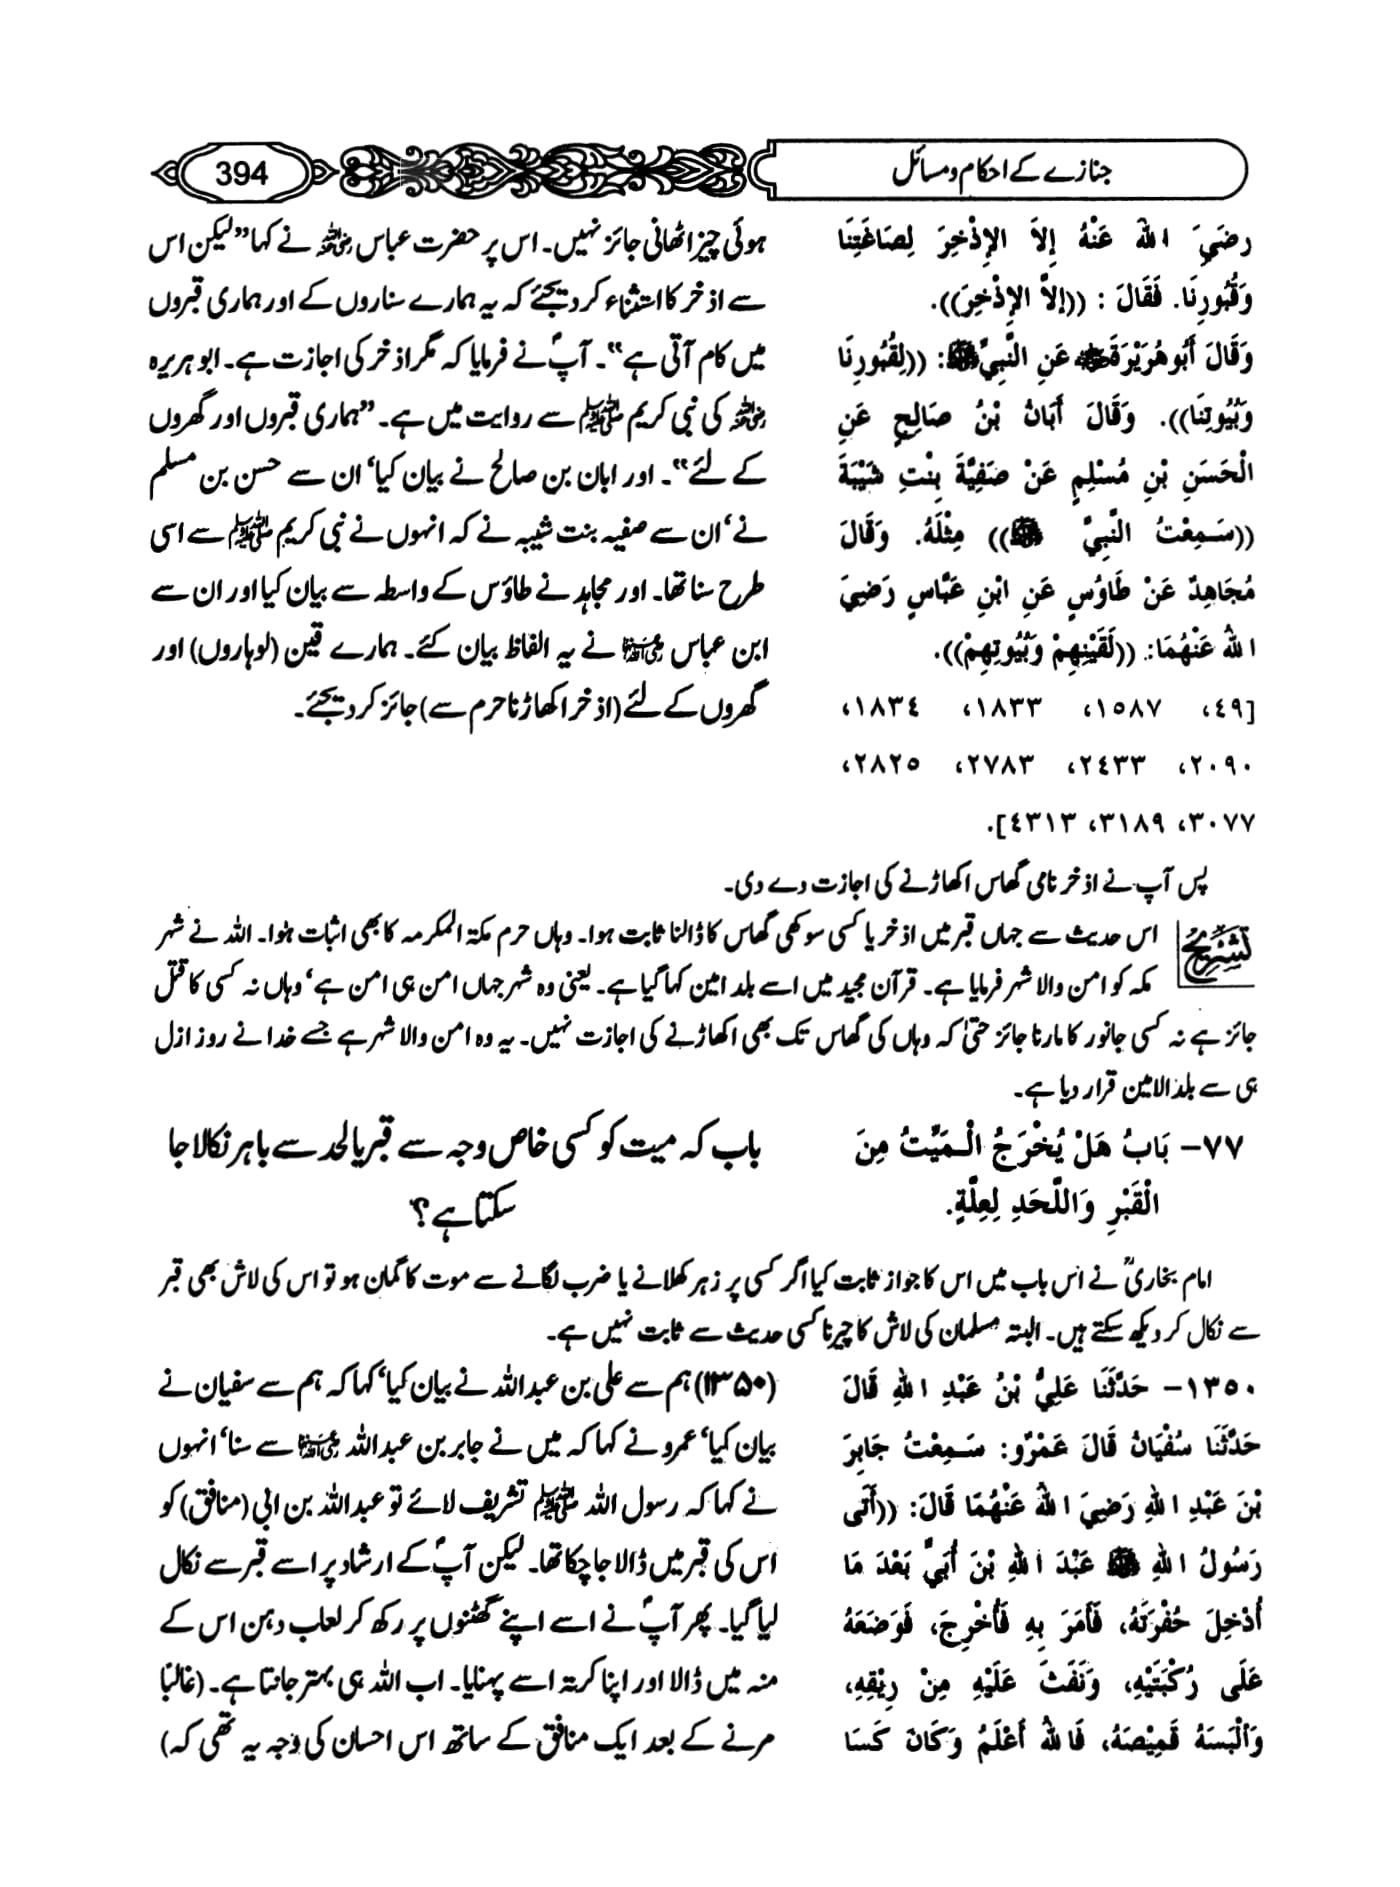 جنازے کے احکام و مسائل
394
رضَيَ اللهُ عَنْهُ إِلاَّ الإِذْخِرَ لِصَاغَتِنَا
وَقُبُورِنَا. فَقَالَ : ((إِلاَّ الإِذْخِرَ)).
وَقَالَ أَبُوهُرَيْرَةَ ﷺ عَنِ النَّبِيِّ ﷺ: ((لِقُبُورِنَا
وَبُيُوتِنَا)). وَقَالَ أَبَانُ بْنُ صَالِحٍ عَنِ
الْحَسَنِ بْنِ مُسْلِمٍ عَنْ صَفِيَّةَ بِنْتِ شَيْبَةَ
((سَمِعْتُ النَّبِيَّ ﷺ)) مِثْلَهُ. وَقَالَ
مُجَاهِدٌ عَنْ طَاوُسٍ عَنِ ابْنِ عَبَّاسٍ رَضِيَ
اللهُ عَنْهُمَا: ((لَقَيْنِهِمْ وَبُيُوتِهِمْ)).
[٤٩، ١٥٨٧، ١٨٣٣، ١٨٣٤،
٢٠٩٠، ٢٤٣٣، ٢٧٨٣، ٢٨٢٥،
٣٠٧٧، ٣١٨٩، ٤٣١٣].
ہوئی چیز اٹھانی جائز نہیں۔ اس پر حضرت عباس رضی اللہ عنہ نے کہا ”لیکن اس
سے اذخر کا استثناء کر دیجئے کہ یہ ہمارے سناروں کے اور ہماری قبروں
میں کام آتی ہے“۔ آپؐ نے فرمایا کہ مگر اذخر کی اجازت ہے۔ ابو ہریرہ
رضی اللہ عنہ کی نبی کریم ﷺ سے روایت میں ہے۔ ”ہماری قبروں اور گھروں
کے لئے“۔ اور ابان بن صالح نے بیان کیا‘ ان سے حسن بن مسلم
نے‘ ان سے صفیہ بنت شیبہ نے کہ انہوں نے نبی کریم ﷺ سے اسی
طرح سنا تھا۔ اور مجاہد نے طاؤس کے واسطہ سے بیان کیا اور ان سے
ابن عباس رضی اللہ عنہما نے یہ الفاظ بیان کئے۔ ہمارے قین (لوہاروں) اور
گھروں کے لئے (اذخر اکھاڑنا حرم سے) جائز کر دیجئے۔
پس آپ نے اذخر نامی گھاس اکھاڑنے کی اجازت دے دی۔
تشریح اس حدیث سے جہاں قبر میں اذخر یا کسی سوکھی گھاس کا ڈالنا ثابت ہوا۔ وہاں حرم مکۃ المکرمہ کا بھی اثبات ہوا۔ اللہ نے شہر
مکہ کو امن والا شہر فرمایا ہے۔ قرآن مجید میں اسے بلد امین کہا گیا ہے۔ یعنی وہ شہر جہاں امن ہی امن ہے‘ وہاں نہ کسی کا قتل
جائز ہے نہ کسی جانور کا مارنا جائز حتیٰ کہ وہاں کی گھاس تک بھی اکھاڑنے کی اجازت نہیں۔ یہ وہ امن والا شہر ہے جسے خدا نے روز ازل
ہی سے بلد الامین قرار دیا ہے۔
٧٧– بَابُ هَلْ يُخْرَجُ الْمَيِّتُ مِنَ
الْقَبْرِ وَاللَّحَدِ لِعِلَّةٍ.
باب کہ میت کو کسی خاص وجہ سے قبر یا لحد سے باہر نکالا جا
سکتا ہے؟
امام بخاریؒ نے اس باب میں اس کا جواز ثابت کیا اگر کسی پر زہر کھلانے یا ضرب لگانے سے موت کا گمان ہو تو اس کی لاش بھی قبر
سے نکال کر دیکھ سکتے ہیں۔ البتہ مسلمان کی لاش کا چیرنا کسی حدیث سے ثابت نہیں ہے۔
١٣٥٠– حَدَّثَنَا عَلِيُّ بْنُ عَبْدِ اللهِ قَالَ
حَدَّثَنَا سُفْيَانُ قَالَ عَمْرٌو: سَمِعْتُ جَابِرَ
بْنَ عَبْدِ اللهِ رَضِيَ اللهُ عَنْهُمَا قَالَ: ((أَتَى
رَسُولُ اللهِ ﷺ عَبْدَ اللهِ بْنَ أُبَيٍّ بَعْدَ مَا
أُدْخِلَ حُفْرَتَهُ، فَأَمَرَ بِهِ فَأُخْرِجَ، فَوَضَعَهُ
عَلَى رُكْبَتَيْهِ، وَنَفَثَ عَلَيْهِ مِنْ رِيْقِهِ،
وَأَلْبَسَهُ قَمِيْصَهُ، فَاللهُ أَعْلَمُ وَكَانَ كَسَا
(۱۳۵۰) ہم سے علی بن عبداللہ نے بیان کیا‘ کہا کہ ہم سے سفیان نے
بیان کیا‘ عمرو نے کہا کہ میں نے جابر بن عبداللہ رضی اللہ عنہما سے سنا‘ انہوں
نے کہا کہ رسول اللہ ﷺ تشریف لائے تو عبداللہ بن ابی (منافق) کو
اس کی قبر میں ڈالا جا چکا تھا۔ لیکن آپؐ کے ارشاد پر اسے قبر سے نکال
لیا گیا۔ پھر آپؐ نے اسے اپنے گھٹنوں پر رکھ کر لعاب دہن اس کے
منہ میں ڈالا اور اپنا کرتہ اسے پہنایا۔ اب اللہ ہی بہتر جانتا ہے۔ (غالباً
مرنے کے بعد ایک منافق کے ساتھ اس احسان کی وجہ یہ تھی کہ)